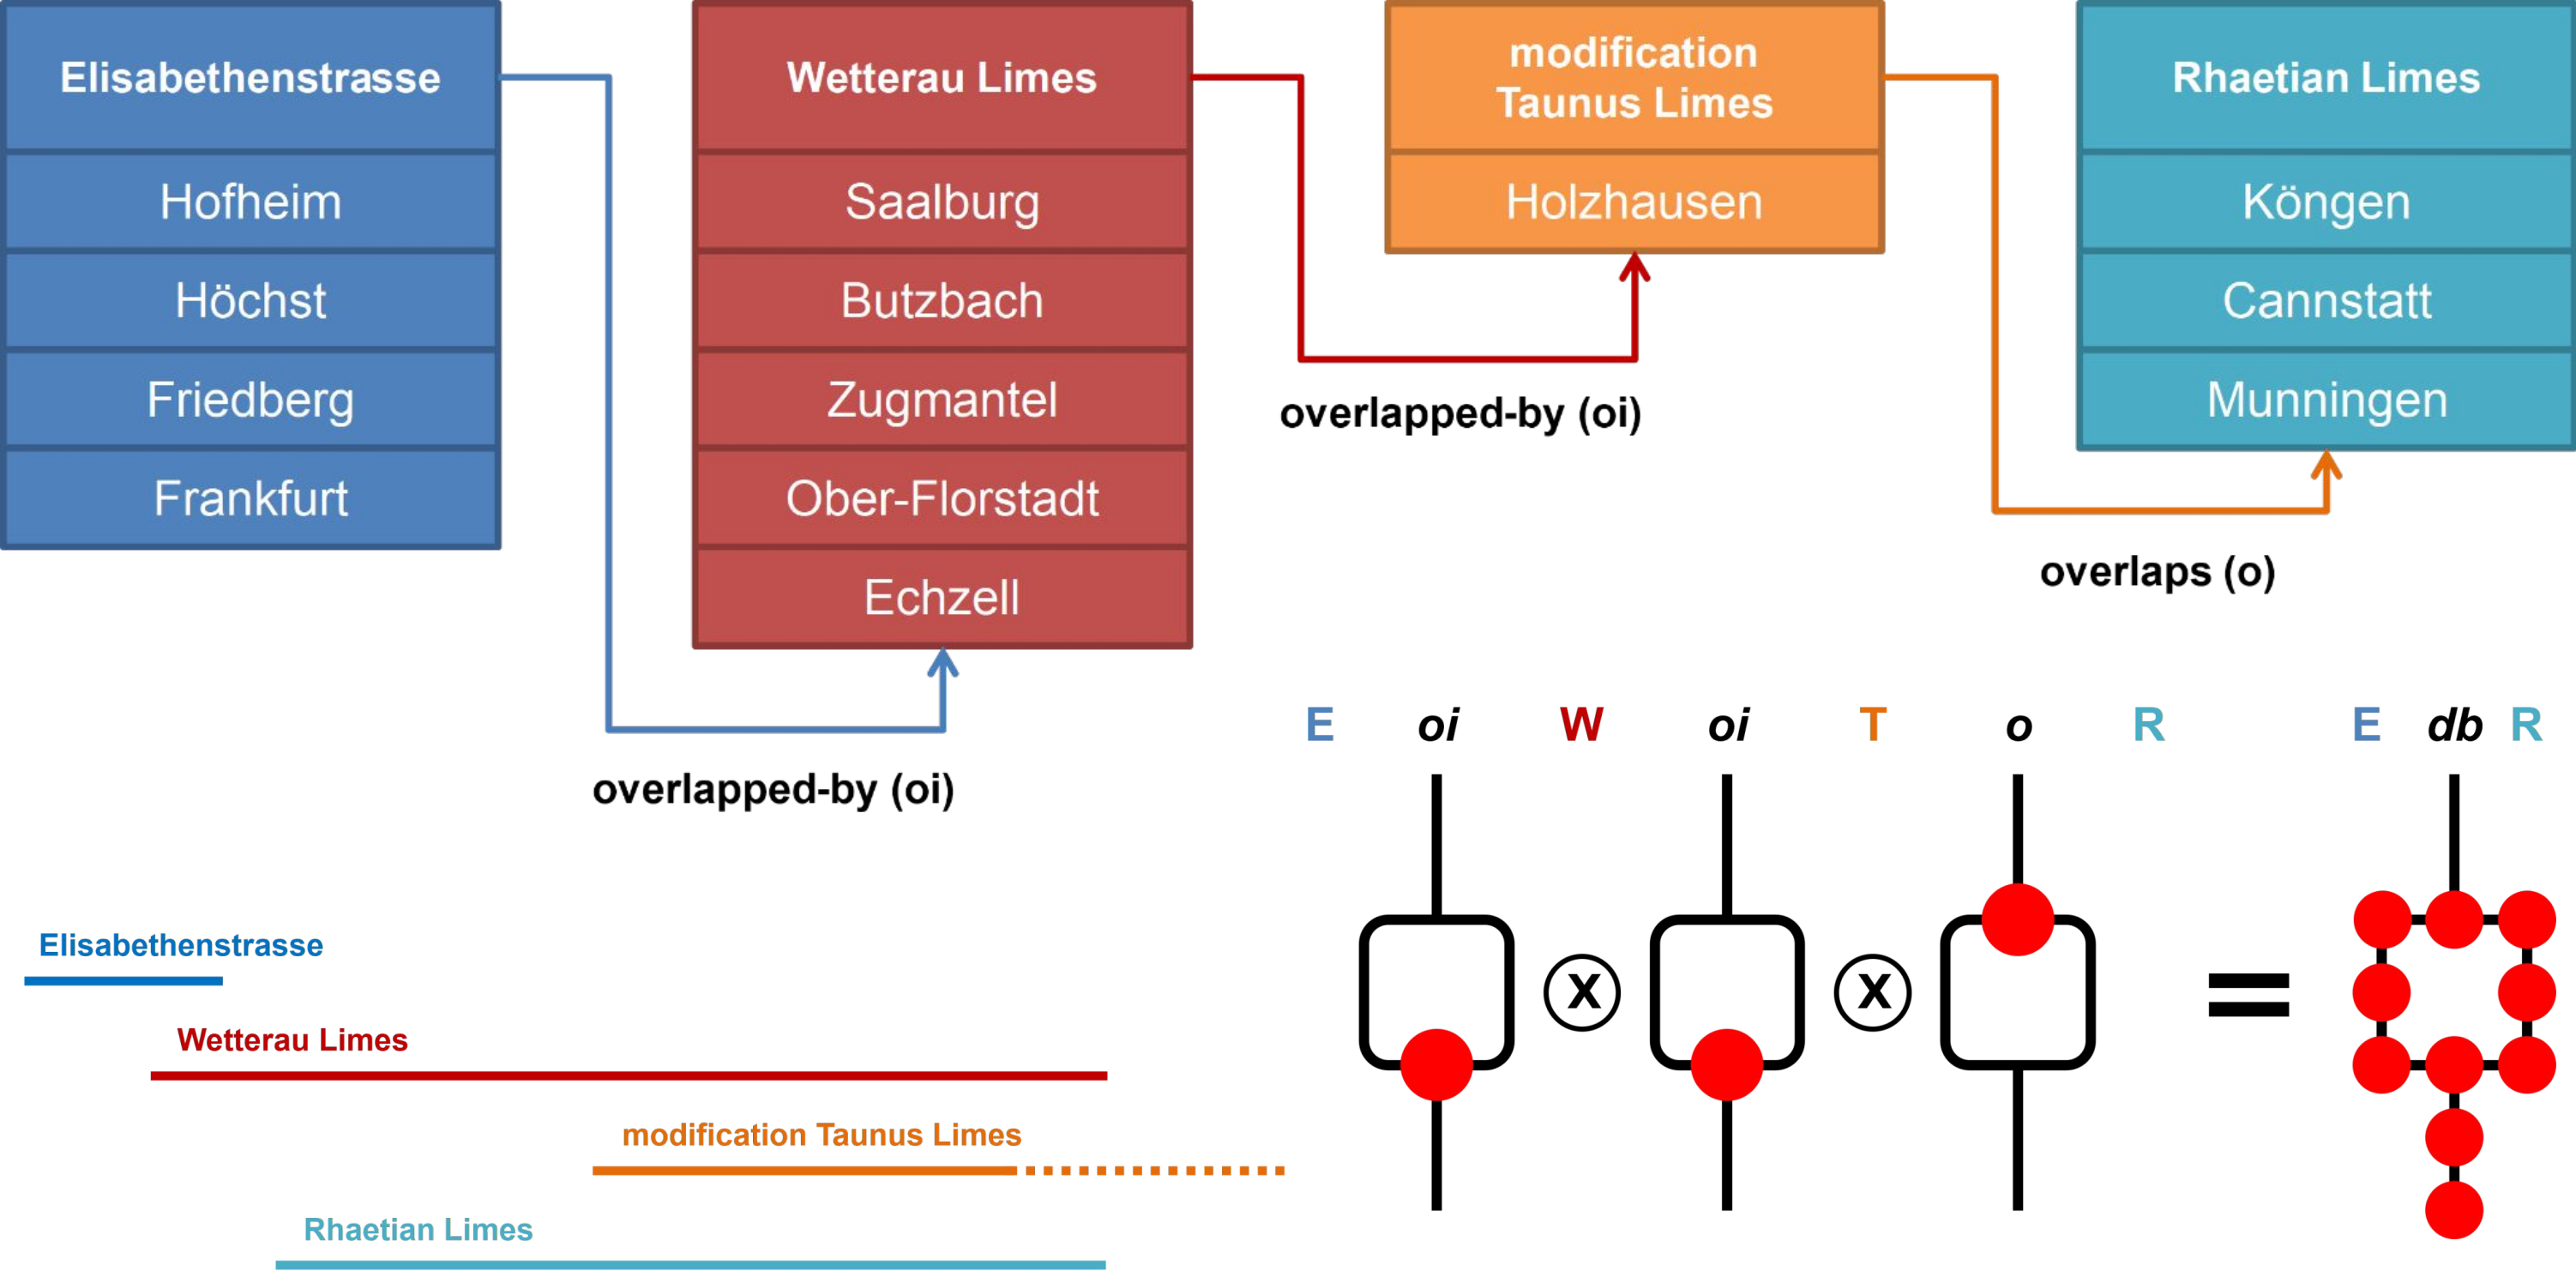 Elisabethenstrasse
Hofheim
Höchst
Friedberg
Frankfurt
Wetterau Limes
Saalburg
Butzbach
Zugmantel
Ober-Florstadt
Echzell
modification
Taunus Limes
Holzhausen
Rhaetian Limes
Köngen
Cannstatt
Munningen
overlapped-by (oi)
overlaps (o)
overlapped-by (oi)
E oi W oi T o R E db R
x x =
Elisabethenstrasse
Wetterau Limes
modification Taunus Limes
Rhaetian Limes